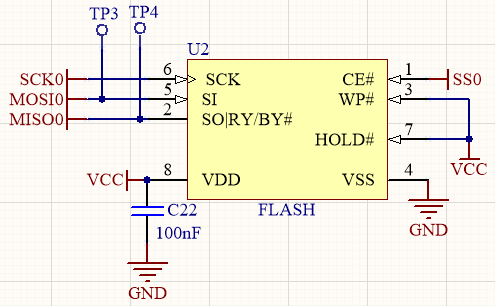 TP3 TP4
U2
SCK0 6 SCK CE# 1 SS0
MOSI0 5 SI WP# 3
MISO0 2 SO|RY/BY#
HOLD# 7
VCC
VCC 8 VDD VSS 4
C22 FLASH
100nF GND
GND